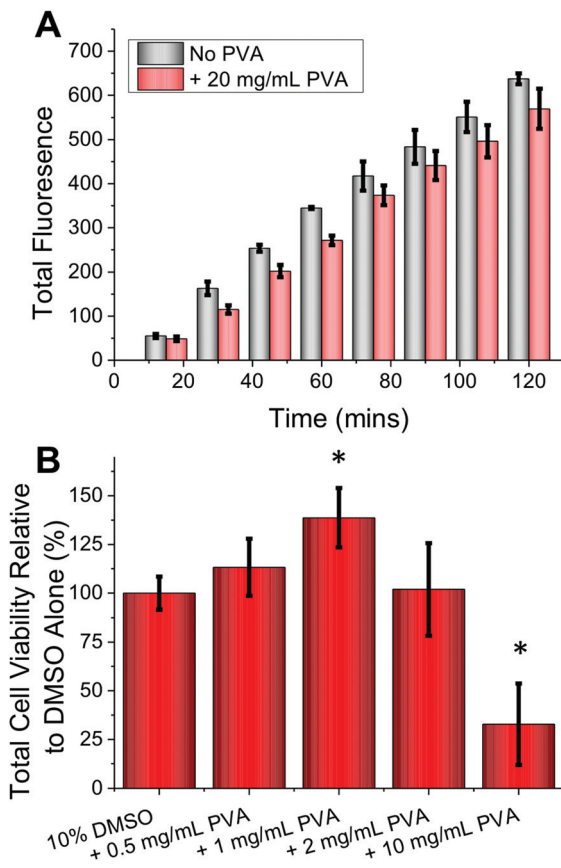 A
No PVA
+ 20 mg/mL PVA
700
600
500
400
300
200
100
0
Total Fluoresence
0 20 40 60 80 100 120
Time (mins)
B
* *
150
125
100
75
50
25
0
Total Cell Viability Relative
to DMSO Alone (%)
10% DMSO
+ 0.5 mg/mL PVA
+ 1 mg/mL PVA
+ 2 mg/mL PVA
+ 10 mg/mL PVA